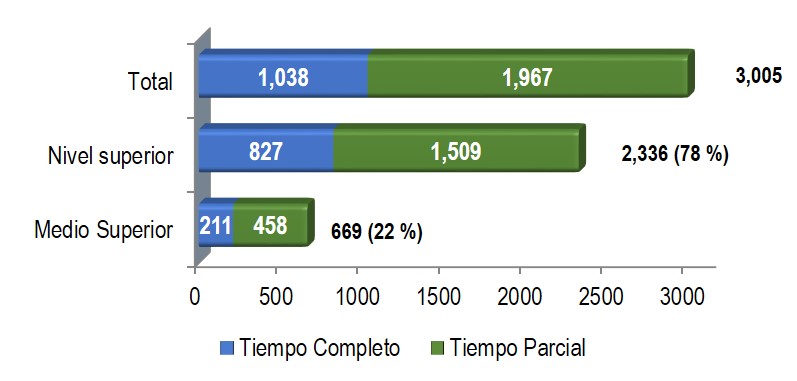 Total 1,038 1,967 3,005
Nivel superior 827 1,509 2,336 (78 %)
Medio Superior 211 458 669 (22 %)
0 500 1000 1500 2000 2500 3000
Tiempo Completo Tiempo Parcial